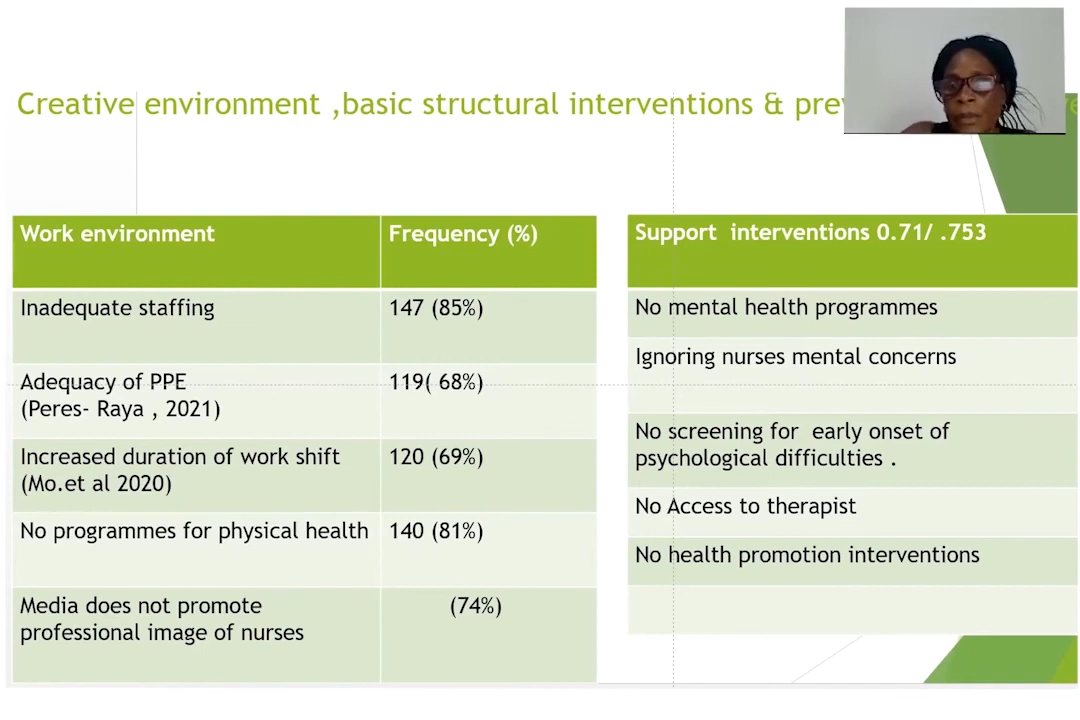 Creative environment ,basic structural interventions &
Work environment
Frequency (%)
Inadequate staffing
147 (85%)
Adequacy of PPE
(Peres- Raya , 2021)
119( 68%)
Increased duration of work shift
(Mo.et al 2020)
120 (69%)
No programmes for physical health
140 (81%)
Media does not promote
professional image of nurses
(74%)
Support interventions 0.71/ .753
No mental health programmes
Ignoring nurses mental concerns
No screening for early onset of
psychological difficulties .
No Access to therapist
No health promotion interventions